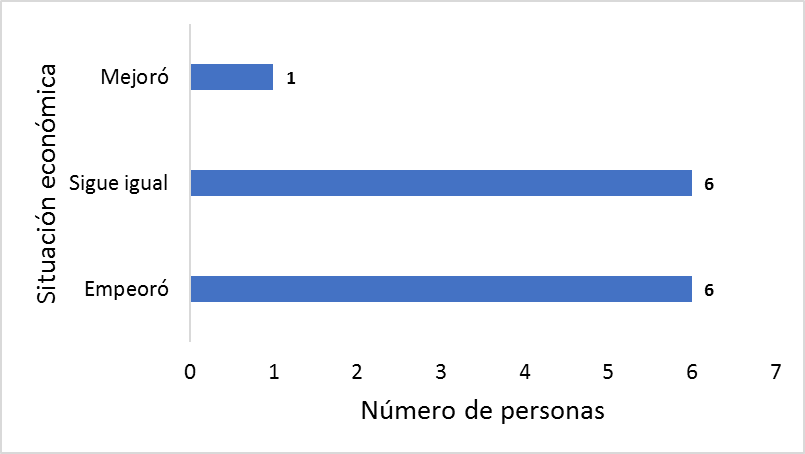 Situación económica
Mejoró
1
Sigue igual
6
Empeoró
6
0 1 2 3 4 5 6 7
Número de personas